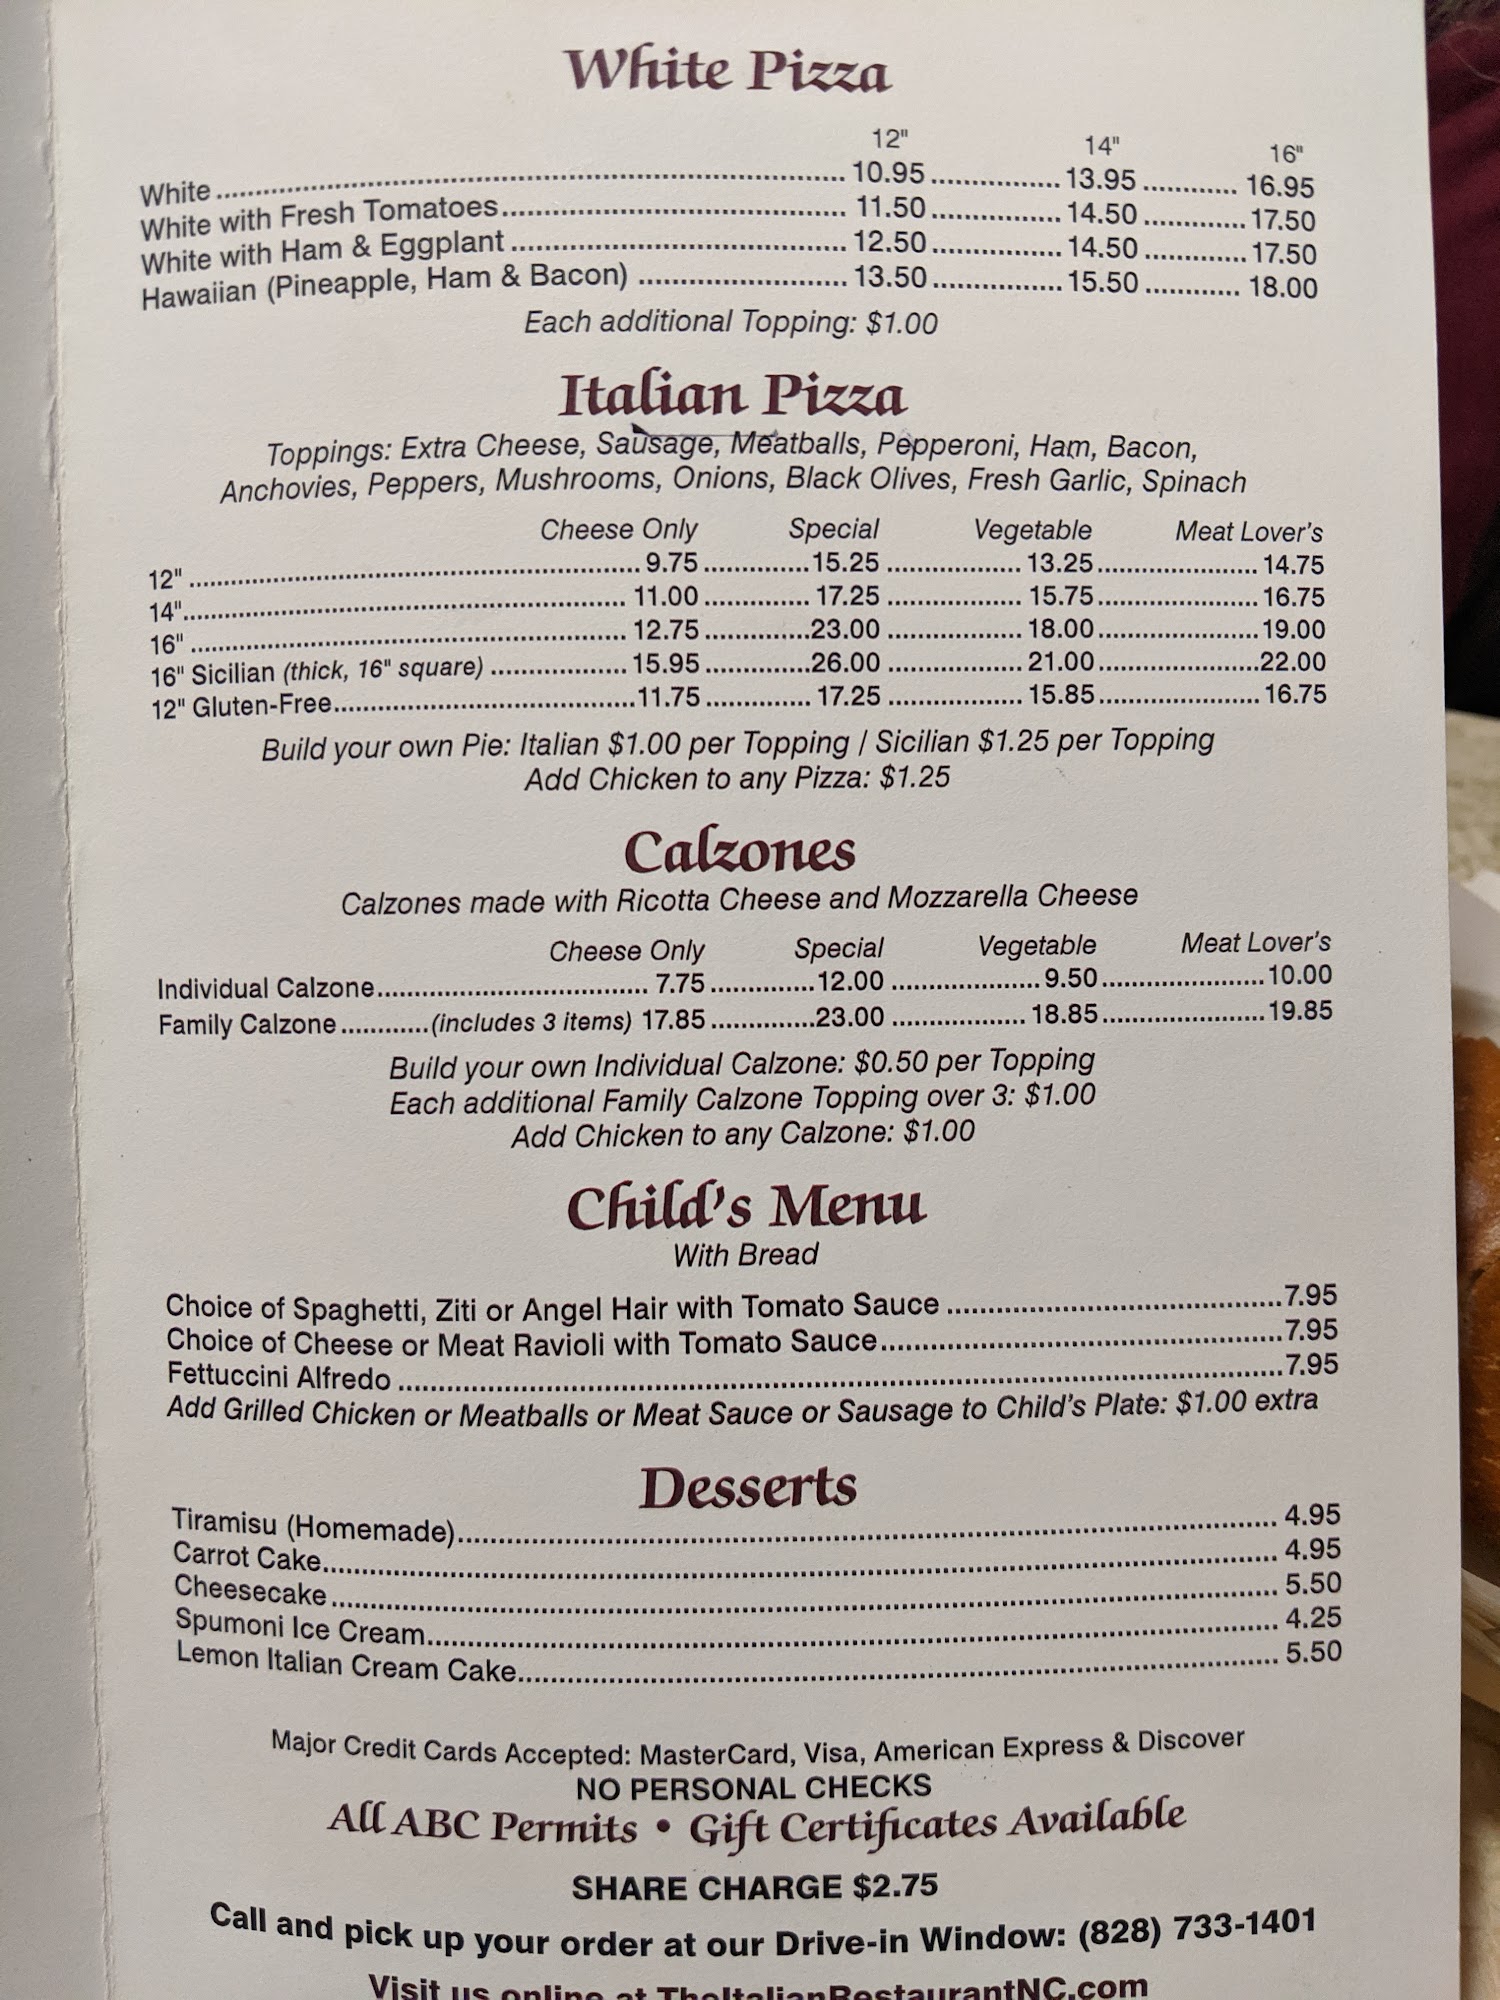 White Pizza
12" 14" 16"
White ........ 10.95 ........ 13.95 ........ 16.95
White with Fresh Tomatoes ........ 11.50 ........ 14.50 ........ 17.50
White with Ham & Eggplant ........ 12.50 ........ 14.50 ........ 17.50
Hawaiian (Pineapple, Ham & Bacon) ........ 13.50 ........ 15.50 ........ 18.00
Each additional Topping: $1.00
Italian Pizza
Toppings: Extra Cheese, Sausage, Meatballs, Pepperoni, Ham, Bacon,
Anchovies, Peppers, Mushrooms, Onions, Black Olives, Fresh Garlic, Spinach
Cheese Only Special Vegetable Meat Lover's
12" ........ 9.75 ........ 15.25 ........ 13.25 ........ 14.75
14" ........ 11.00 ........ 17.25 ........ 15.75 ........ 16.75
16" ........ 12.75 ........ 23.00 ........ 18.00 ........ 19.00
16" Sicilian (thick, 16" square) ........ 15.95 ........ 26.00 ........ 21.00 ........ 22.00
12" Gluten-Free ........ 11.75 ........ 17.25 ........ 15.85 ........ 16.75
Build your own Pie: Italian $1.00 per Topping / Sicilian $1.25 per Topping
Add Chicken to any Pizza: $1.25
Calzones
Calzones made with Ricotta Cheese and Mozzarella Cheese
Cheese Only Special Vegetable Meat Lover's
Individual Calzone ........ 7.75 ........ 12.00 ........ 9.50 ........ 10.00
Family Calzone ........ (includes 3 items) 17.85 ........ 23.00 ........ 18.85 ........ 19.85
Build your own Individual Calzone: $0.50 per Topping
Each additional Family Calzone Topping over 3: $1.00
Add Chicken to any Calzone: $1.00
Child's Menu
With Bread
Choice of Spaghetti, Ziti or Angel Hair with Tomato Sauce ........ 7.95
Choice of Cheese or Meat Ravioli with Tomato Sauce ........ 7.95
Fettuccini Alfredo ........ 7.95
Add Grilled Chicken or Meatballs or Meat Sauce or Sausage to Child's Plate: $1.00 extra
Desserts
Tiramisu (Homemade) ........ 4.95
Carrot Cake ........ 4.95
Cheesecake ........ 5.50
Spumoni Ice Cream ........ 4.25
Lemon Italian Cream Cake ........ 5.50
Major Credit Cards Accepted: MasterCard, Visa, American Express & Discover
NO PERSONAL CHECKS
All ABC Permits • Gift Certificates Available
SHARE CHARGE $2.75
Call and pick up your order at our Drive-in Window: (828) 733-1401
Visit us online at TheItalianRestaurantNC.com